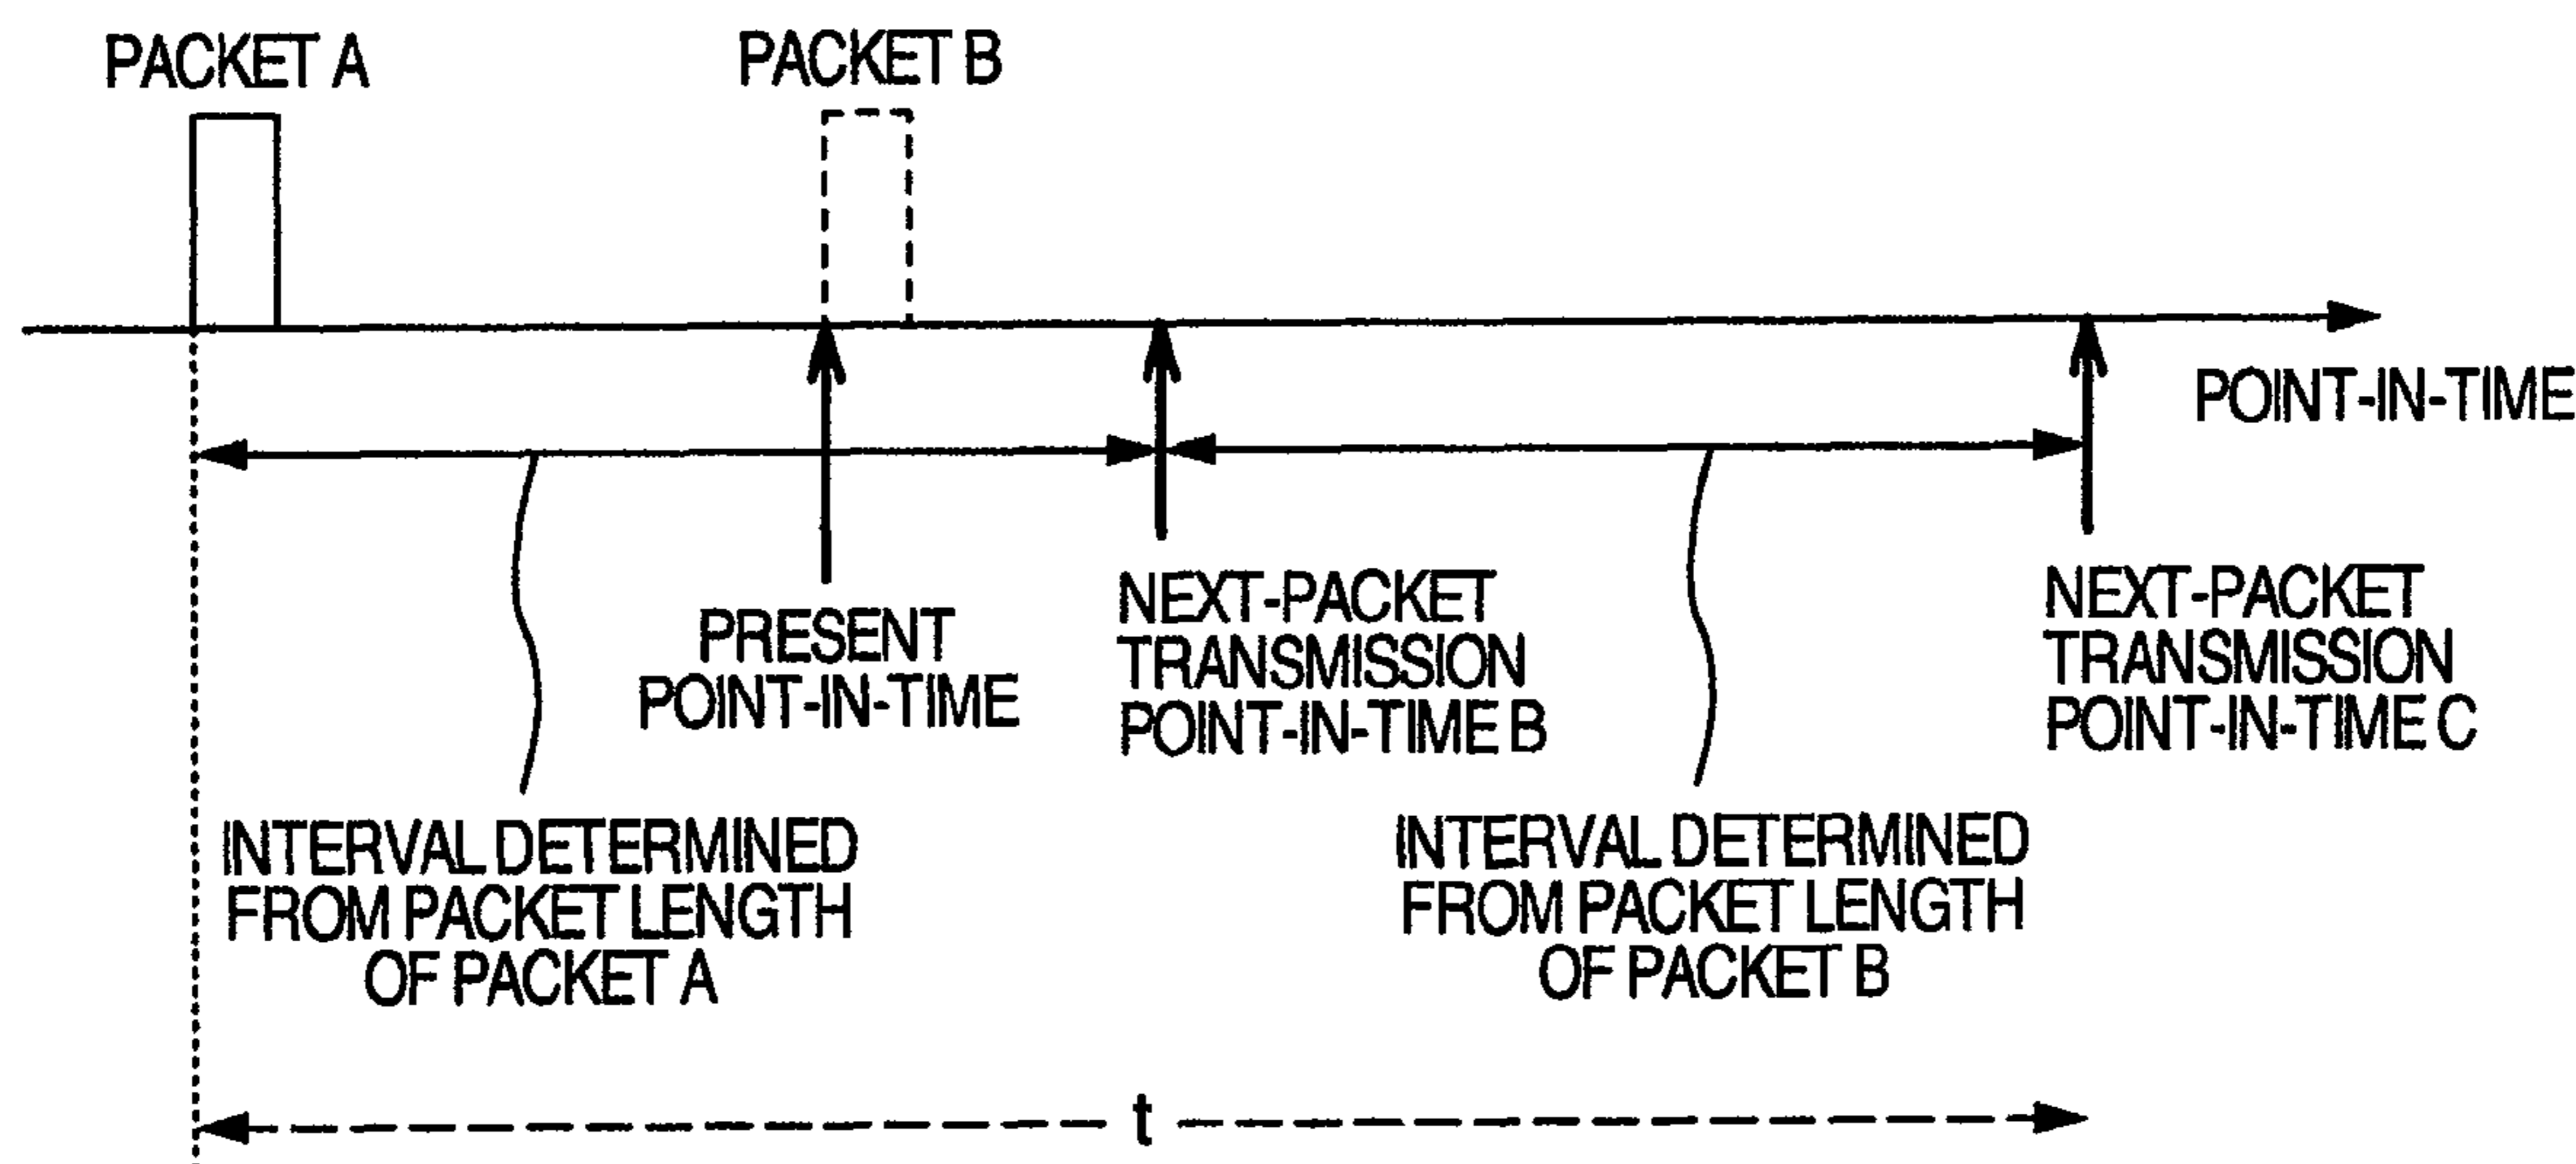 PACKET A
PACKET B
POINT-IN-TIME
PRESENT
POINT-IN-TIME
NEXT-PACKET
TRANSMISSION
POINT-IN-TIME B
NEXT-PACKET
TRANSMISSION
POINT-IN-TIME C
INTERVAL DETERMINED
FROM PACKET LENGTH
OF PACKET A
INTERVAL DETERMINED
FROM PACKET LENGTH
OF PACKET B
t